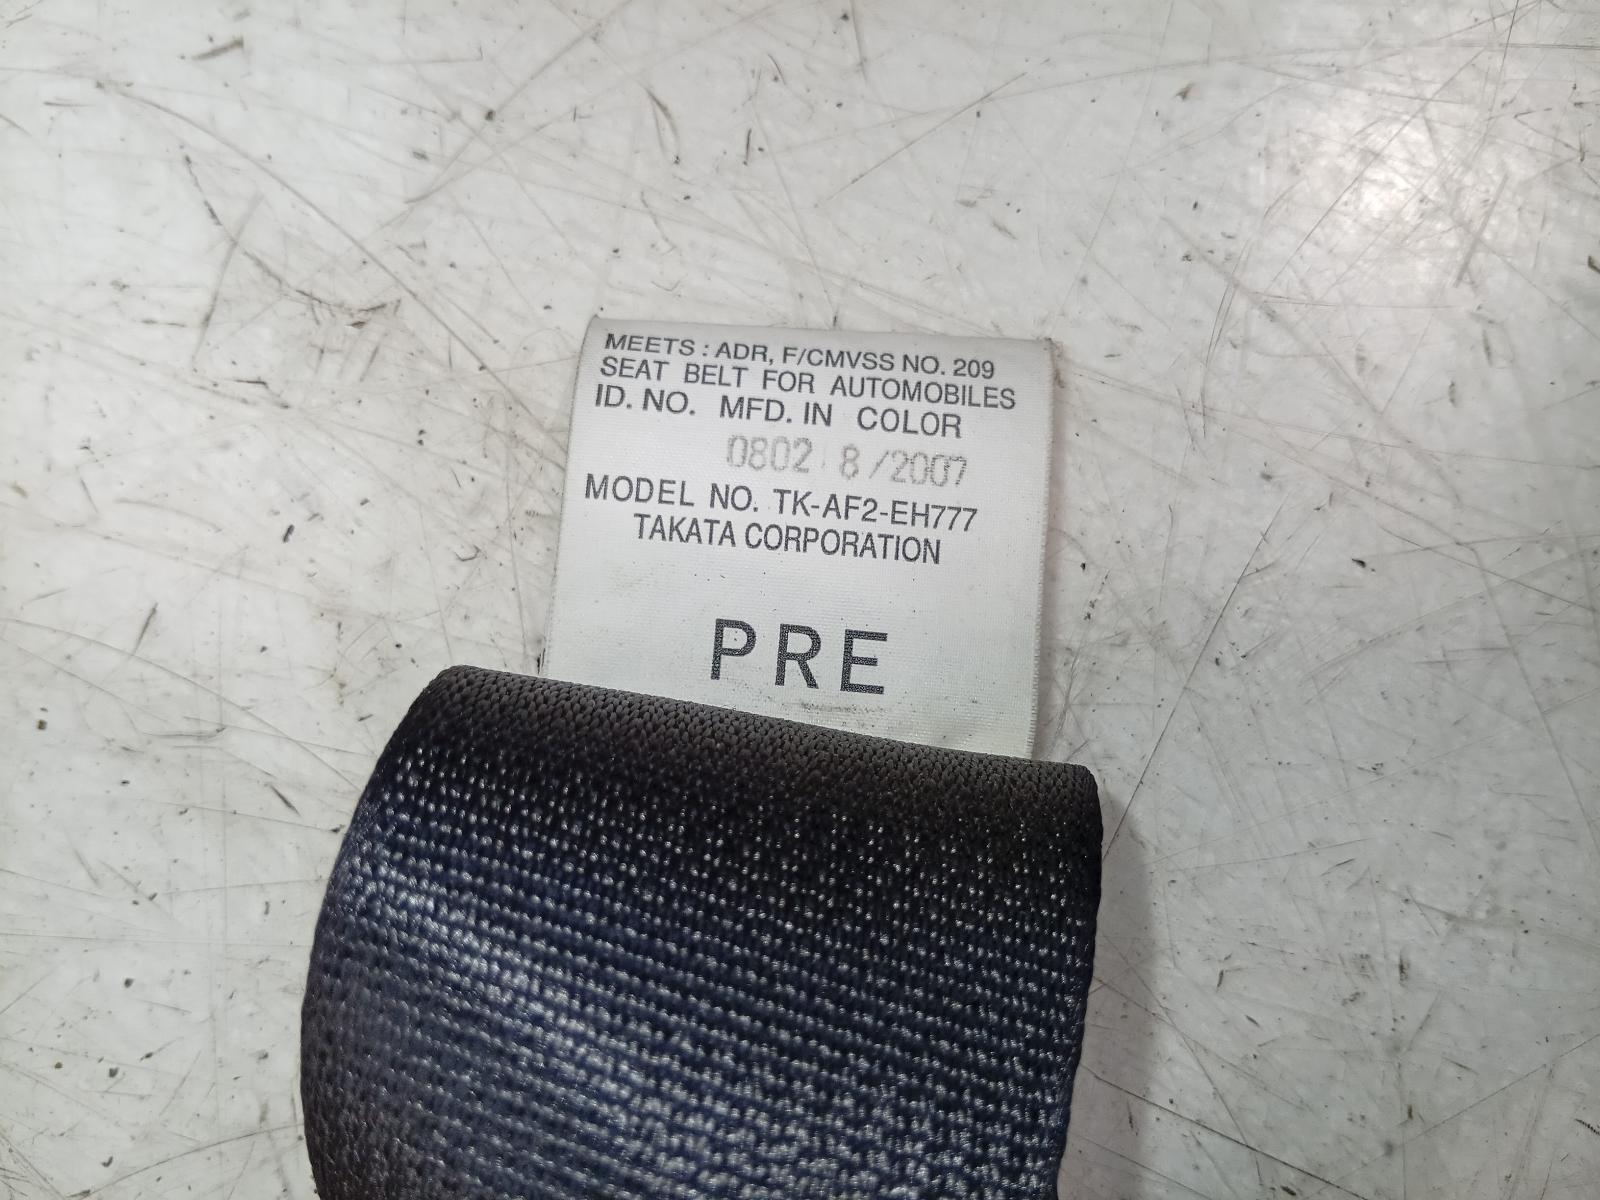 MEETS : ADR, F/CMVSS NO. 209
SEAT BELT FOR AUTOMOBILES
ID. NO. MFD. IN COLOR
0802 8 /2007
MODEL NO. TK-AF2-EH777
TAKATA CORPORATION
PRE